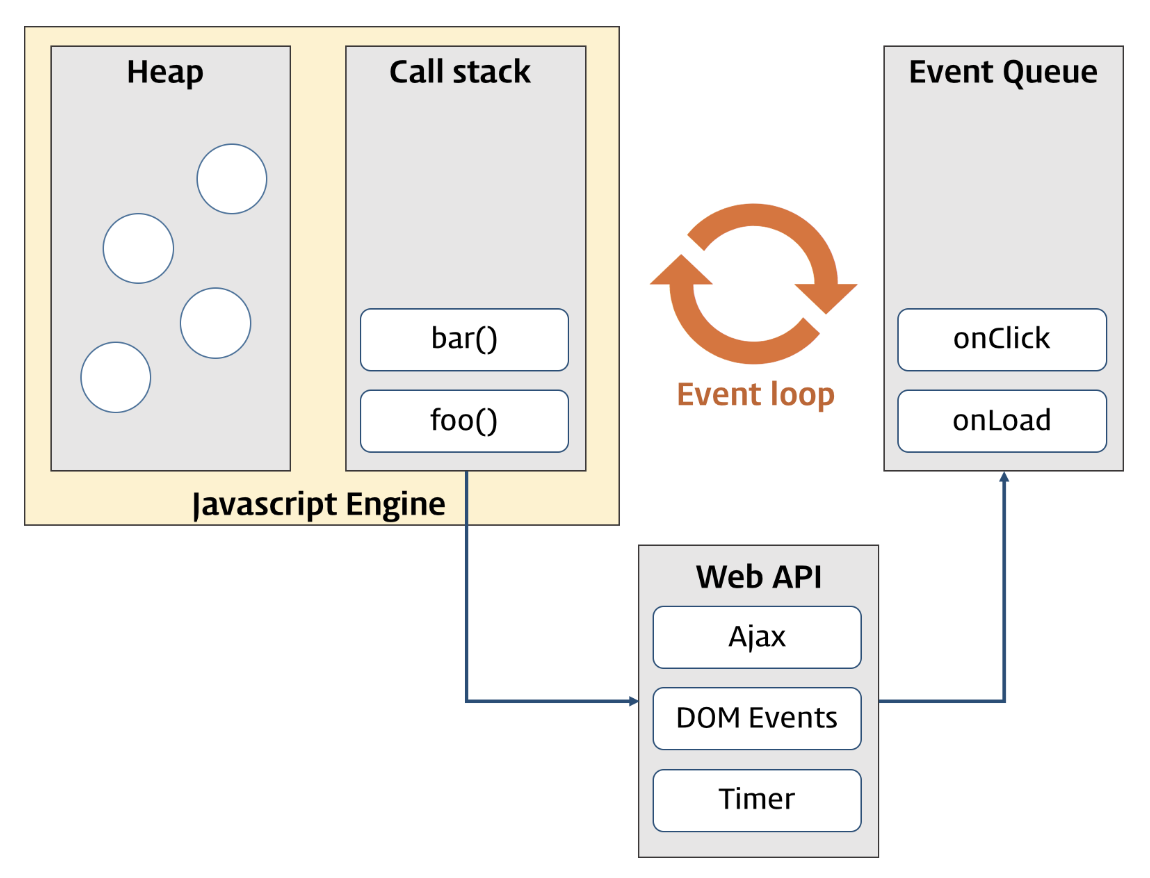 Heap
Call stack
bar()
foo()
Javascript Engine
Event loop
Event Queue
onClick
onLoad
Web API
Ajax
DOM Events
Timer